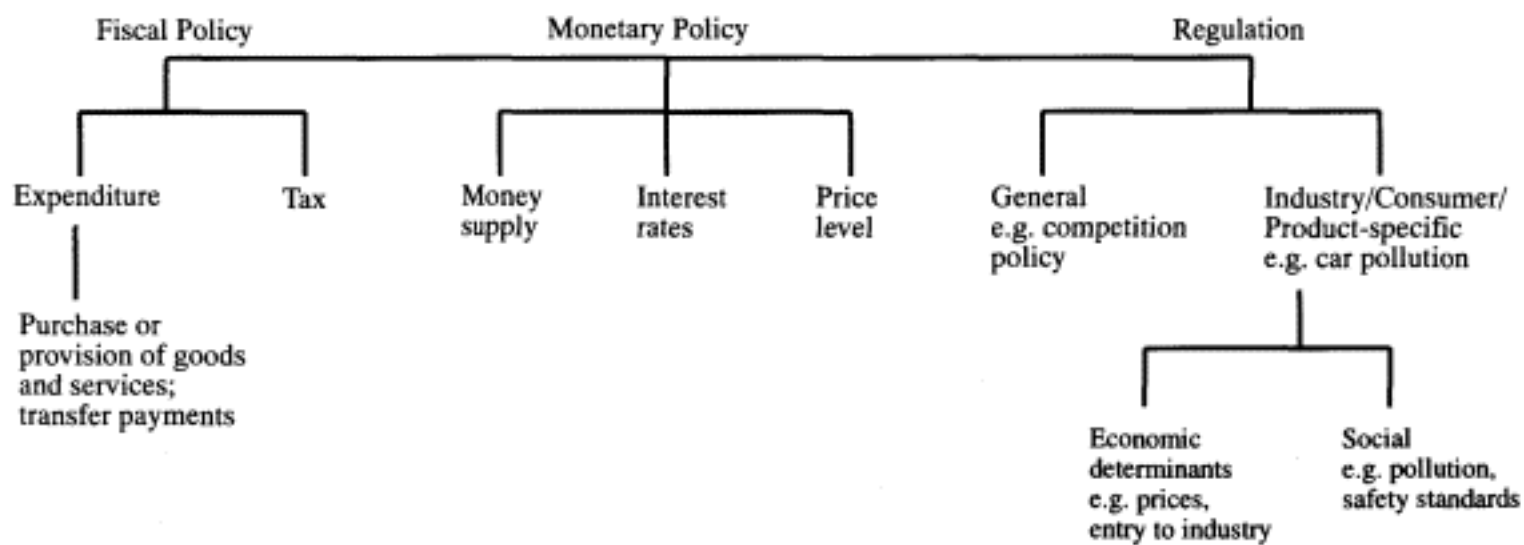 Fiscal Policy
Monetary Policy
Regulation
Expenditure
Tax
Money
supply
Interest
rates
Price
level
General
e.g. competition
policy
Industry/Consumer/
Product-specific
e.g. car pollution
Purchase or
provision of goods
and services;
transfer payments
Economic
determinants
e.g. prices,
entry to industry
Social
e.g. pollution,
safety standards